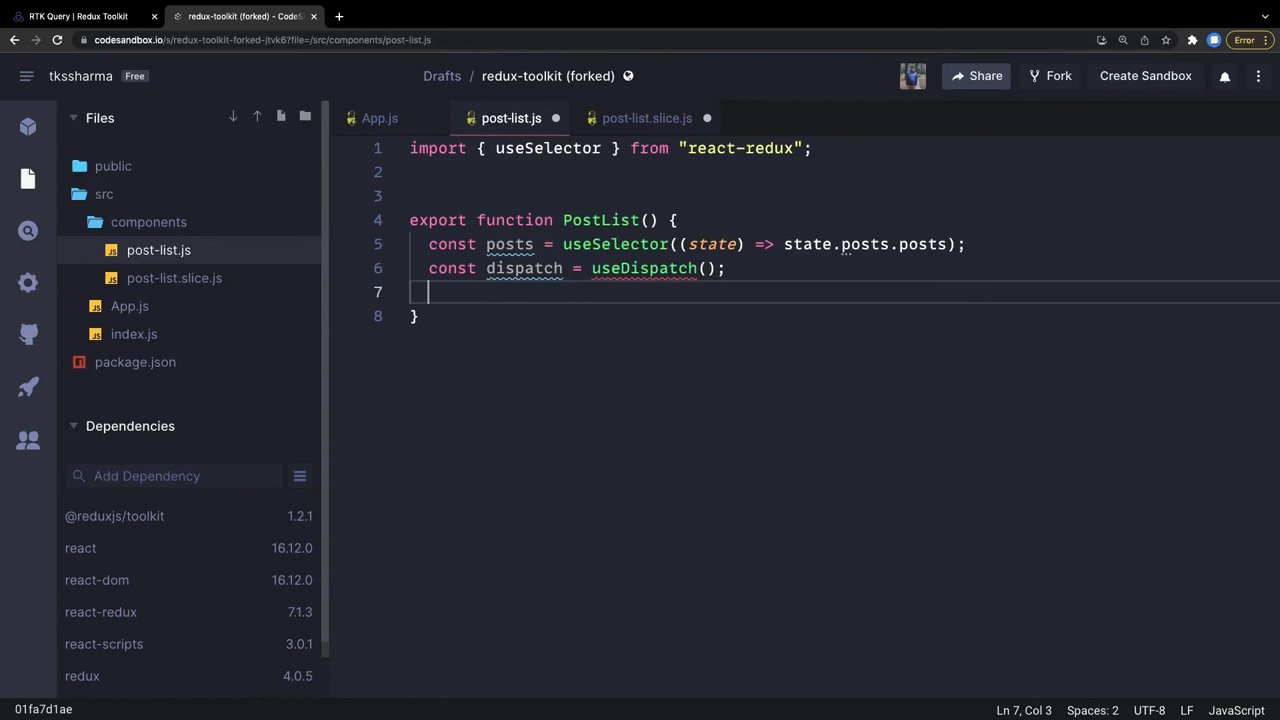 RTK Query | Redux Toolkit
redux-toolkit (forked) - CodeS
codesandbox.io/s/redux-toolkit-forked-jtvk6?file=/src/components/post-list.js
Error
tkssharma Free
Drafts / redux-toolkit (forked)
Share
Fork
Create Sandbox
Files
public
src
components
post-list.js
post-list.slice.js
App.js
index.js
package.json
Dependencies
Add Dependency
@reduxjs/toolkit 1.2.1
react 16.12.0
react-dom 16.12.0
react-redux 7.1.3
react-scripts 3.0.1
redux 4.0.5
App.js
post-list.js
post-list.slice.js
1 import { useSelector } from "react-redux";
2
3
4 export function PostList() {
5 const posts = useSelector((state) => state.posts.posts);
6 const dispatch = useDispatch();
7
8 }
01fa7d1ae
Ln 7, Col 3
Spaces: 2
UTF-8
LF
JavaScript